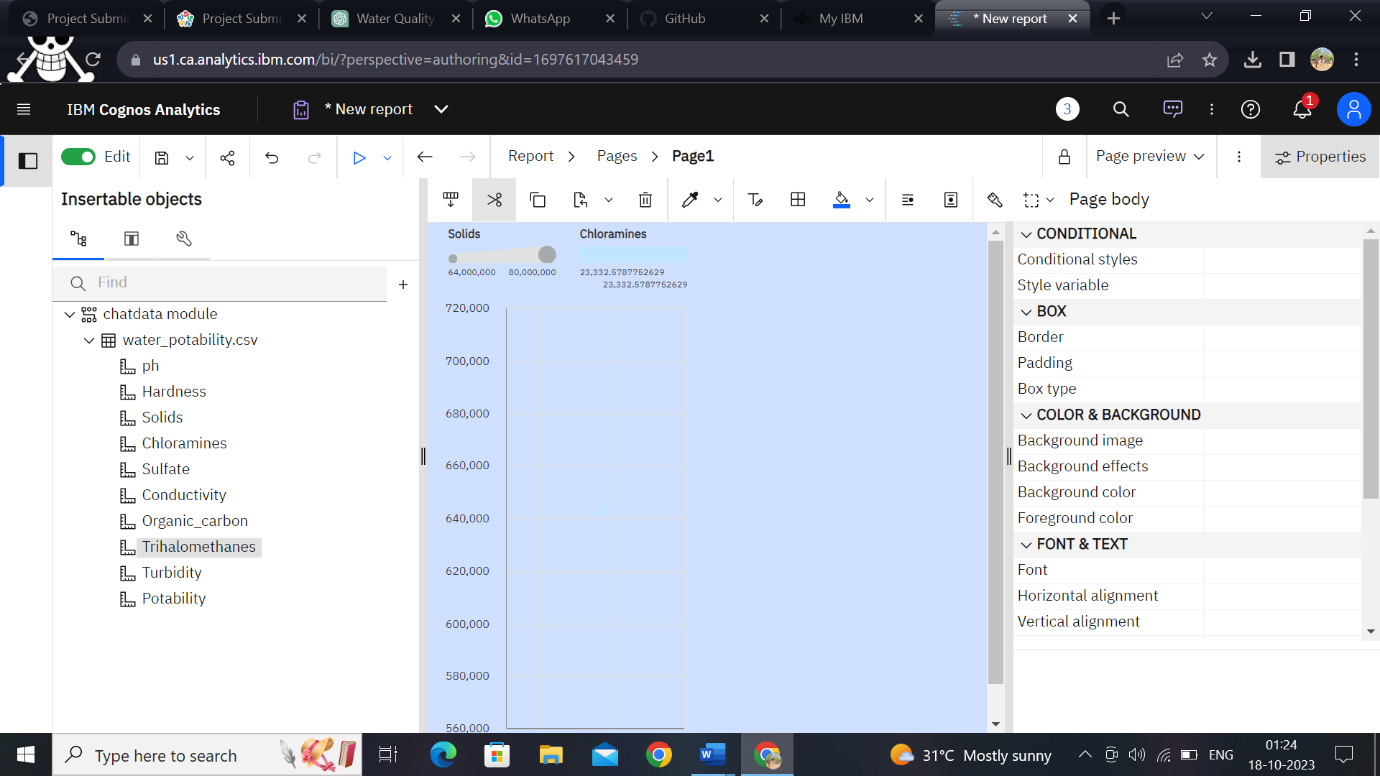 Project Submi
Project Submi
Water Quality
WhatsApp
GitHub
My IBM
* New report
us1.ca.analytics.ibm.com/bi/?perspective=authoring&id=1697617043459
IBM Cognos Analytics
* New report
3
1
Edit
Report
Pages
Page1
Page preview
Properties
Insertable objects
Page body
Find
chatdata module
water_potability.csv
ph
Hardness
Solids
Chloramines
Sulfate
Conductivity
Organic_carbon
Trihalomethanes
Turbidity
Potability
Solids
Chloramines
64,000,000
80,000,000
23,332.5787752629
23,332.5787752629
720,000
700,000
680,000
660,000
640,000
620,000
600,000
580,000
560,000
CONDITIONAL
Conditional styles
Style variable
BOX
Border
Padding
Box type
COLOR & BACKGROUND
Background image
Background effects
Background color
Foreground color
FONT & TEXT
Font
Horizontal alignment
Vertical alignment
Type here to search
31°C Mostly sunny
ENG
01:24
18-10-2023